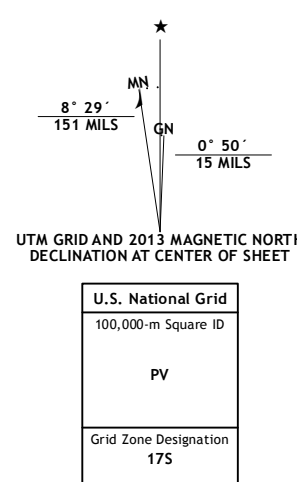 ★
MN
8° 29´
151 MILS
GN
0° 50´
15 MILS
UTM GRID AND 2013 MAGNETIC NORTH
DECLINATION AT CENTER OF SHEET
U.S. National Grid
100,000-m Square ID
PV
Grid Zone Designation
17S